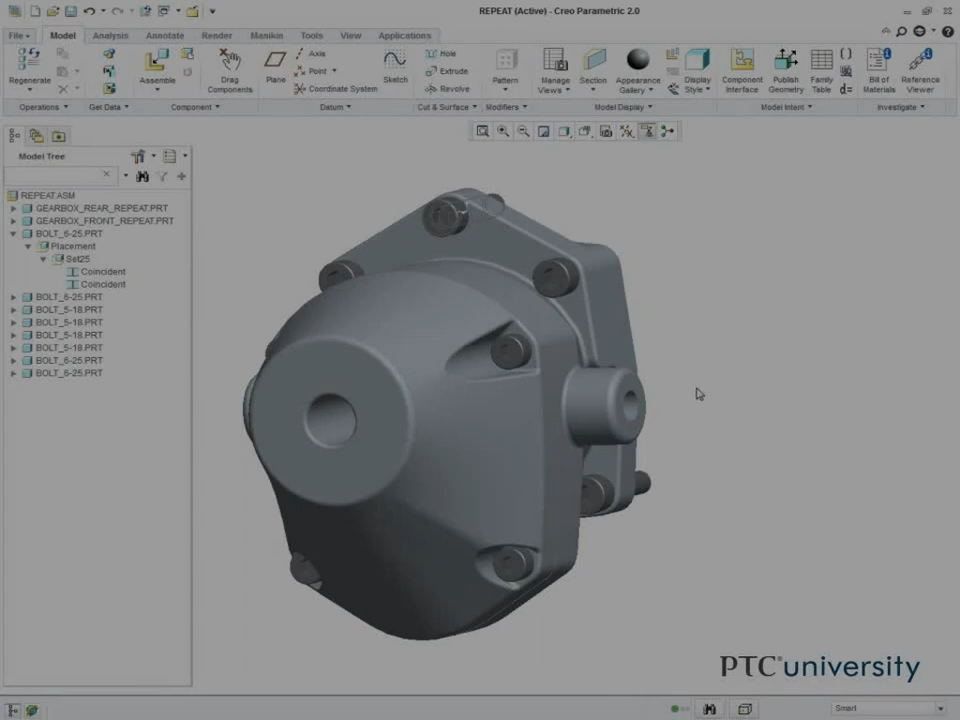 REPEAT (Active) - Creo Parametric 2.0
File Model Analysis Annotate Render Manikin Tools View Applications
Regenerate
Assemble
Drag Components
Plane
Axis
Point
Coordinate System
Sketch
Hole
Extrude
Revolve
Pattern
Manage Views
Section
Appearance Gallery
Display Style
Component Interface
Publish Geometry
Family Table
d=
Bill of Materials
Reference Viewer
Operations Get Data Component Datum Cut & Surface Modifiers Model Display Model Intent Investigate
Model Tree
REPEAT.ASM
GEARBOX_REAR_REPEAT.PRT
GEARBOX_FRONT_REPEAT.PRT
BOLT_6-25.PRT
Placement
Set25
Coincident
Coincident
BOLT_6-25.PRT
BOLT_5-18.PRT
BOLT_5-18.PRT
BOLT_5-18.PRT
BOLT_5-18.PRT
BOLT_6-25.PRT
BOLT_6-25.PRT
PTC university
Smart